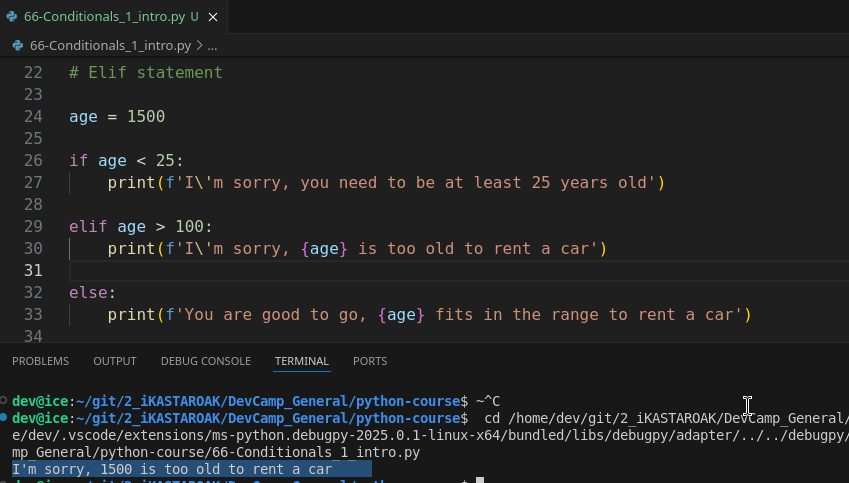 66-Conditionals_1_intro.py U ×
66-Conditionals_1_intro.py > ...
22 # Elif statement
23
24 age = 1500
25
26 if age < 25:
27 print(f'I\'m sorry, you need to be at least 25 years old')
28
29 elif age > 100:
30 print(f'I\'m sorry, {age} is too old to rent a car')
31
32 else:
33 print(f'You are good to go, {age} fits in the range to rent a car')
34
PROBLEMS OUTPUT DEBUG CONSOLE TERMINAL PORTS
dev@ice:~/git/2_iKASTAROAK/DevCamp_General/python-course$ ~^C
dev@ice:~/git/2_iKASTAROAK/DevCamp_General/python-course$ cd /home/dev/git/2_iKASTAROAK/DevCamp_General/
e/dev/.vscode/extensions/ms-python.debugpy-2025.0.1-linux-x64/bundled/libs/debugpy/adapter/../../debugpy/
mp_General/python-course/66-Conditionals_1_intro.py
I'm sorry, 1500 is too old to rent a car